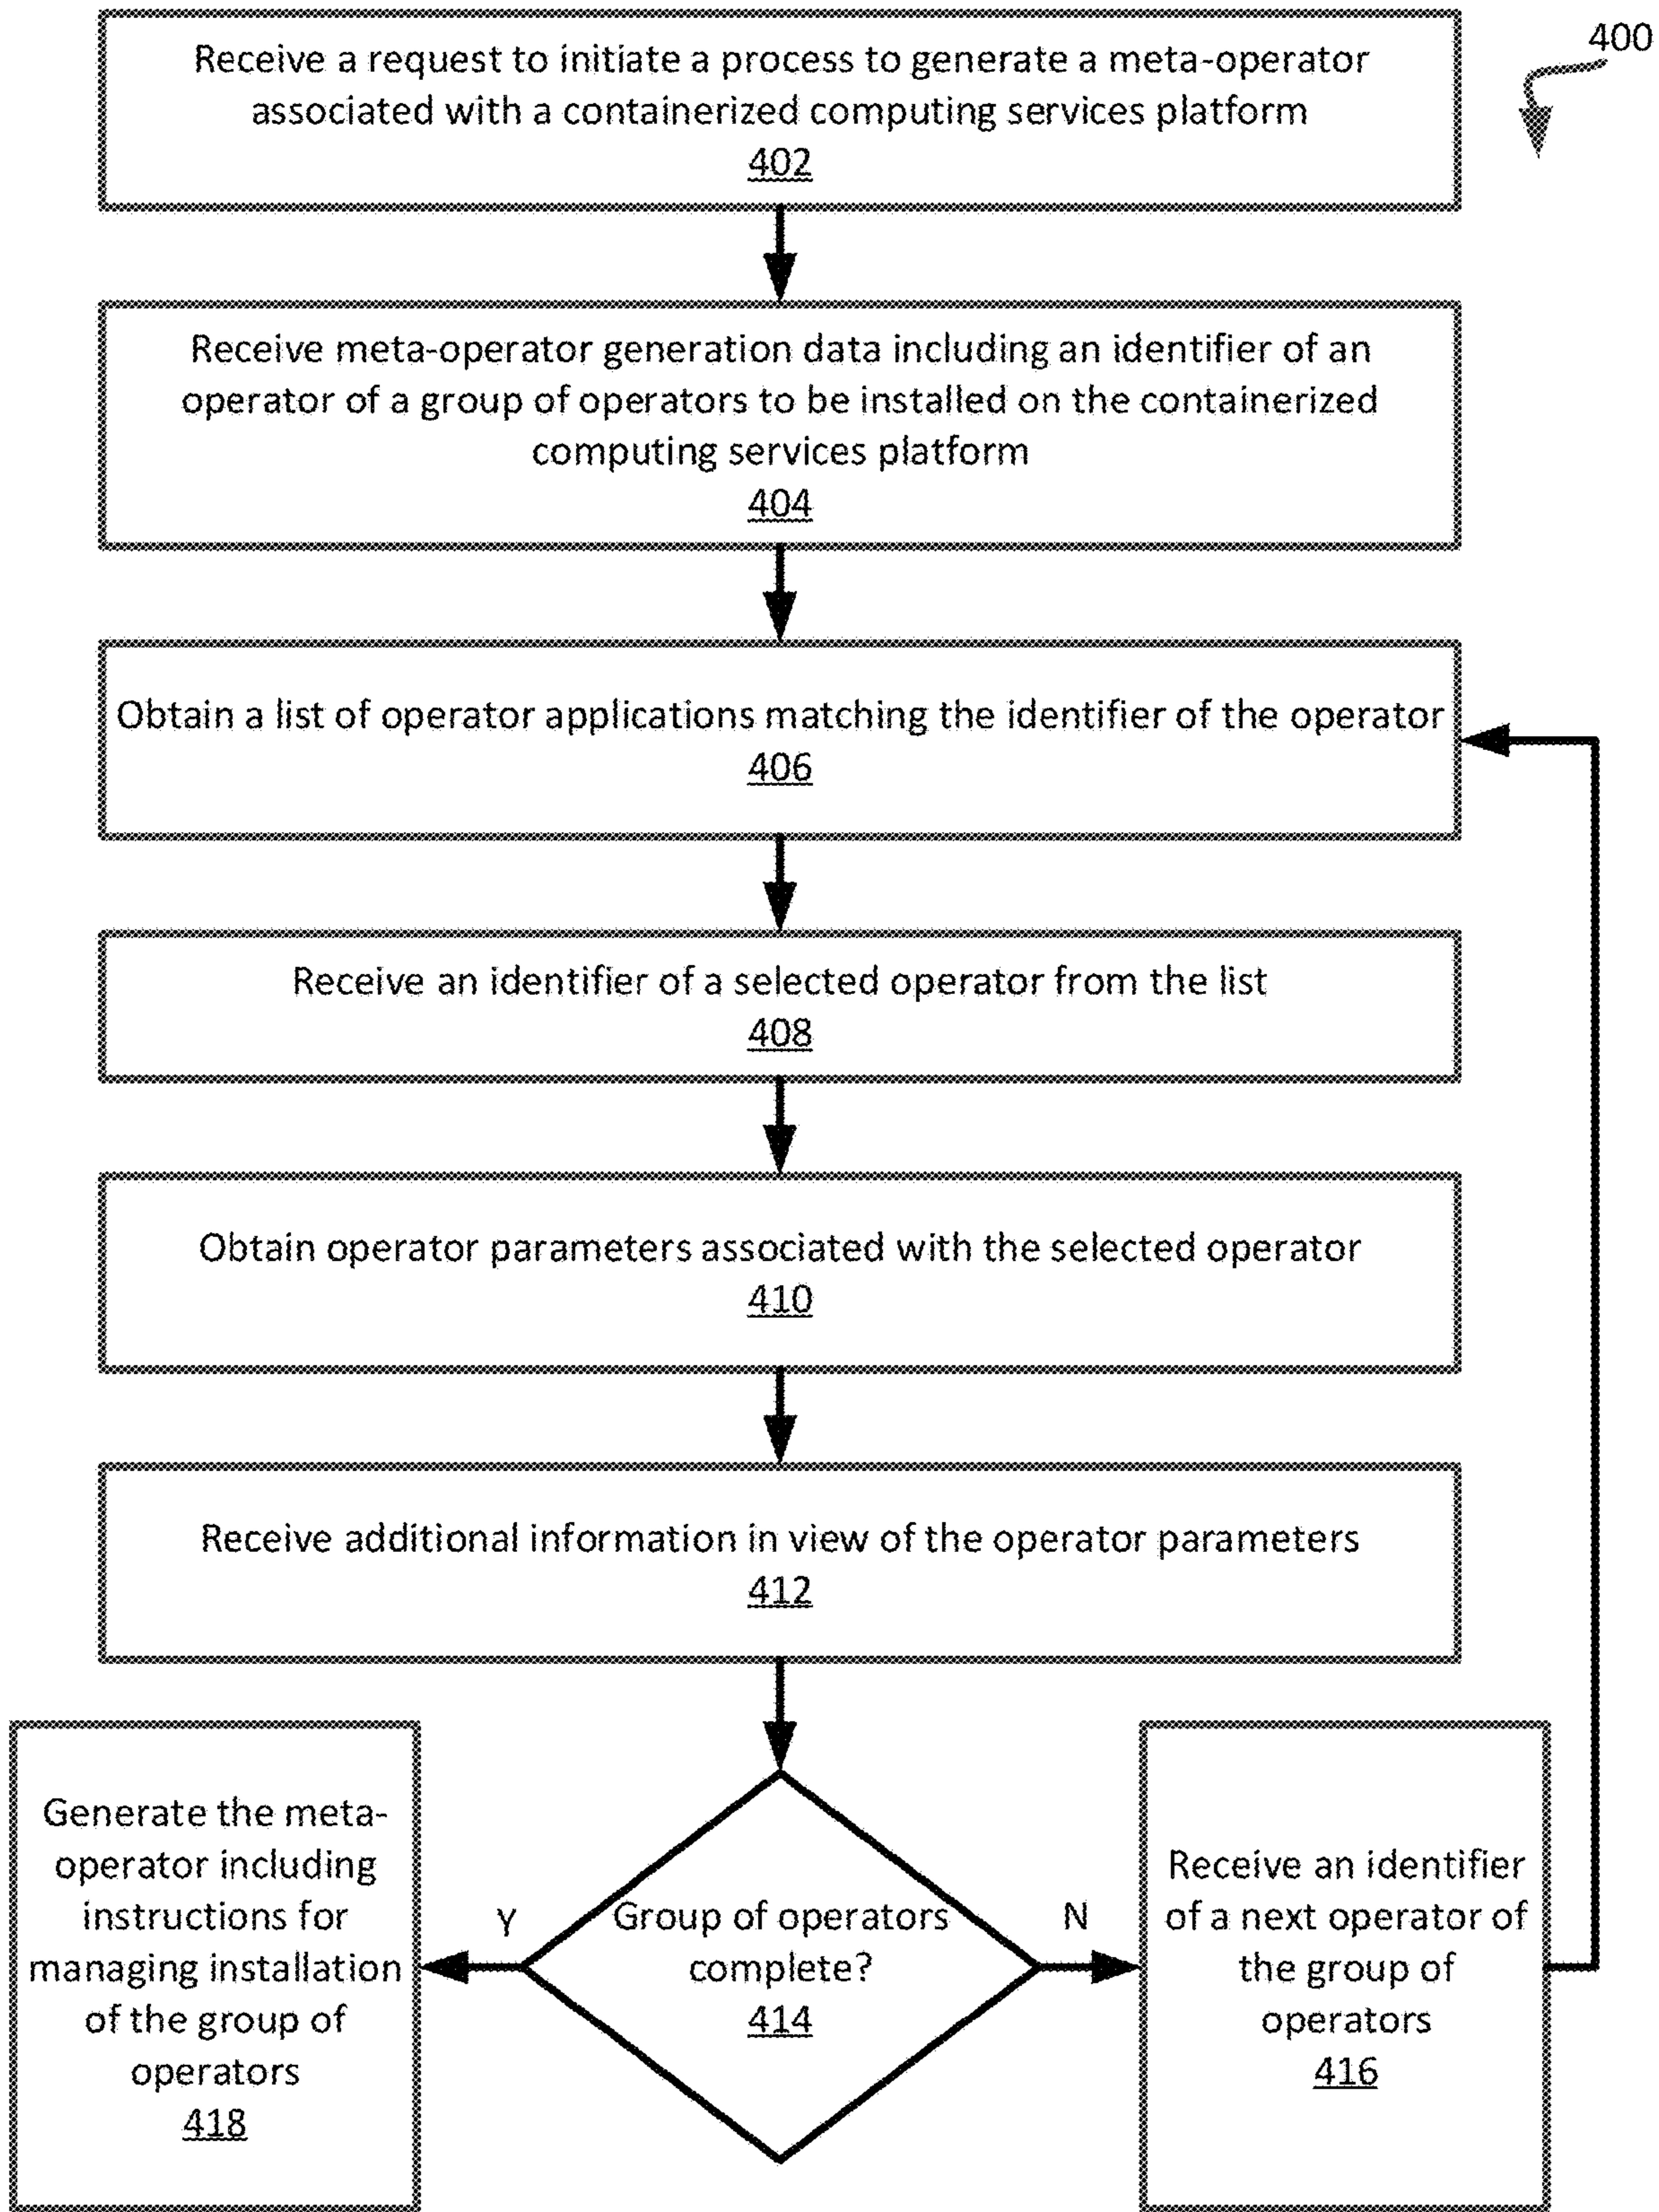 400
Receive a request to initiate a process to generate a meta-operator
associated with a containerized computing services platform
402
Receive meta-operator generation data including an identifier of an
operator of a group of operators to be installed on the containerized
computing services platform
404
Obtain a list of operator applications matching the identifier of the operator
406
Receive an identifier of a selected operator from the list
408
Obtain operator parameters associated with the selected operator
410
Receive additional information in view of the operator parameters
412
Generate the meta-
operator including
instructions for
managing installation
of the group of
operators
418
Y
Group of operators
complete?
414
N
Receive an identifier
of a next operator of
the group of
operators
416